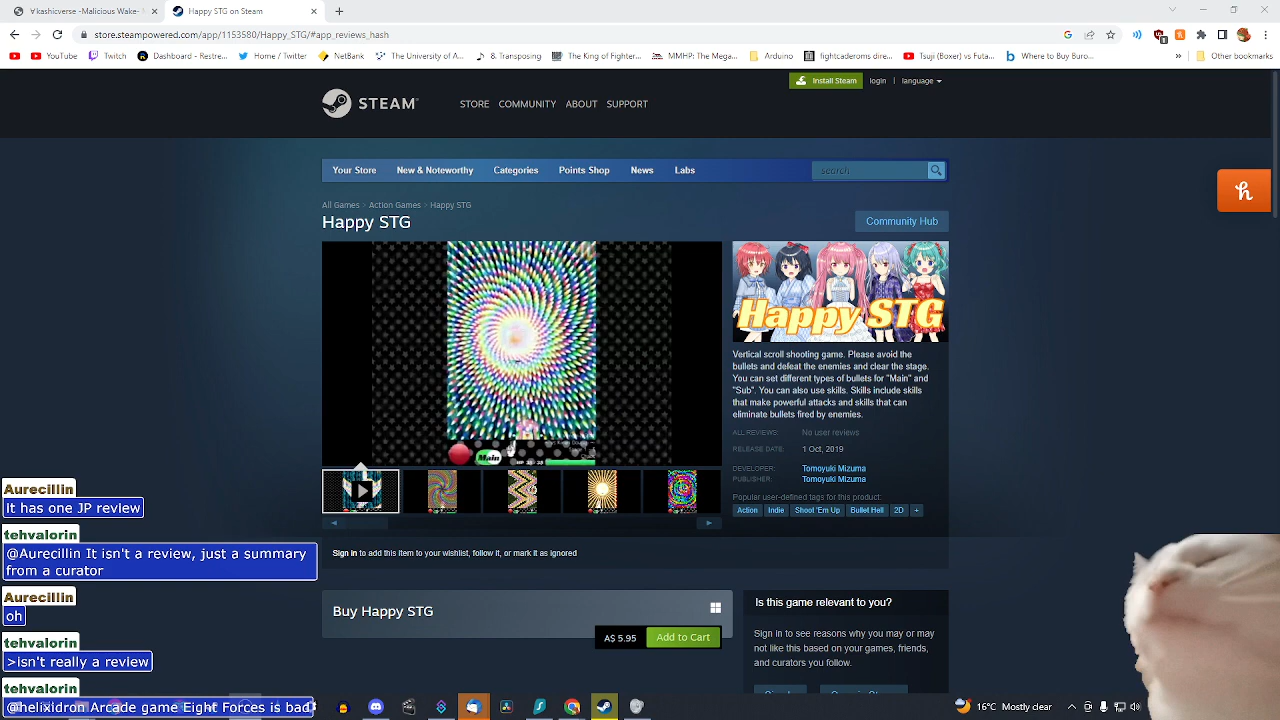 Akashicverse -Malicious Wake-
Happy STG on Steam
store.steampowered.com/app/1153580/Happy_STG/#app_reviews_hash
YouTube
Twitch
Dashboard - Restre...
Home / Twitter
NetBank
The University of A...
8. Transposing
The King of Fighter...
MMHP: The Mega...
Arduino
fightcaderoms direc...
Tsuji (Boxer) vs Fut...
Where to Buy Buro...
Other bookmarks
Install Steam
login
language
STEAM
STORE COMMUNITY ABOUT SUPPORT
Your Store New & Noteworthy Categories Points Shop News Labs
search
All Games > Action Games > Happy STG
Happy STG
Community Hub
Main
Happy STG
Vertical scroll shooting game. Please avoid the
bullets and defeat the enemies and clear the stage.
You can set different types of bullets for "Main" and
"Sub". You can also use skills. Skills include skills
that make powerful attacks and skills that can
eliminate bullets fired by enemies.
ALL REVIEWS: No user reviews
RELEASE DATE: 1 Oct, 2019
DEVELOPER: Tomoyuki Mizuma
PUBLISHER: Tomoyuki Mizuma
Popular user-defined tags for this product:
Action Indie Shoot 'Em Up Bullet Hell 2D +
Sign in to add this item to your wishlist, follow it, or mark it as ignored
Buy Happy STG
A$ 5.95
Add to Cart
Is this game relevant to you?
Sign in to see reasons why you may or may
not like this based on your games, friends,
and curators you follow.
Aurecillin
It has one JP review
tehvalorin
@Aurecillin It isn't a review, just a summary
from a curator
Aurecillin
oh
tehvalorin
>isn't really a review
tehvalorin
@helixdron Arcade game Eight Forces is bad
16°C Mostly clear